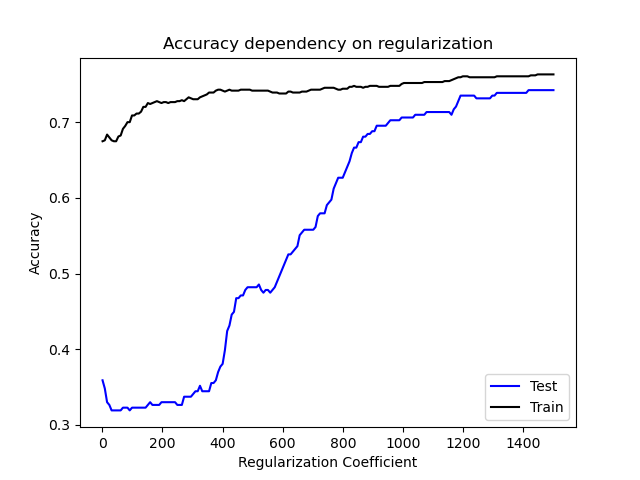 Accuracy dependency on regularization
Accuracy
0.7
0.6
0.5
0.4
0.3
Test
Train
0 200 400 600 800 1000 1200 1400
Regularization Coefficient